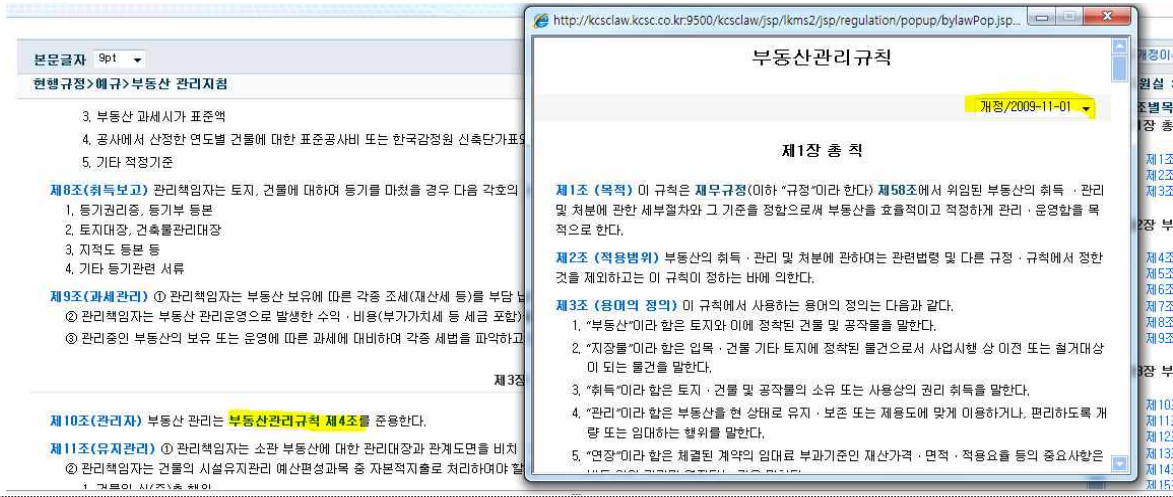 본문글자 9pt
현행규정>예규>부동산 관리지침
3. 부동산 과세시가 표준액
4. 공사에서 산정한 연도별 건물에 대한 표준공사비 또는 한국감정원 신축단가표
5. 기타 적정기준
제8조(취득보고) 관리책임자는 토지, 건물에 대하여 등기를 마쳤을 경우 다음 각호의
1. 등기권리증, 등기부 등본
2. 토지대장, 건축물관리대장
3. 지적도 등본 등
4. 기타 등기관련 서류
제9조(과세관리) ① 관리책임자는 부동산 보유에 따른 각종 조세(재산세 등)를 부담
② 관리책임자는 부동산 관리운영으로 발생한 수익·비용(부가가치세 등 세금 포함)
③ 관리중인 부동산의 보유 또는 운영에 따른 과세에 대비하여 각종 세법을 파악하고
제3장
제10조(관리자) 부동산 관리는 부동산관리규칙 제4조를 준용한다.
제11조(유지관리) ① 관리책임자는 소관 부동산에 대한 관리대장과 관계도면을 비치
② 관리책임자는 건물의 시설유지관리 예산편성과목 중 자본적지출로 처리하여야 할
http://kcsclaw.kcsc.co.kr:9500/kcsclaw/jsp/lkms2/jsp/regulation/popup/bylawPop.jsp...
부동산관리규칙
개정/2009-11-01
제1장 총 칙
제1조 (목적) 이 규칙은 재무규정(이하 “규정”이라 한다) 제58조에서 위임된 부동산의 취득 · 관리
및 처분에 관한 세부절차와 그 기준을 정함으로써 부동산을 효율적이고 적정하게 관리 · 운영함을 목
적으로 한다.
제2조 (적용범위) 부동산의 취득 · 관리 및 처분에 관하여는 관련법령 및 다른 규정 · 규칙에서 정한
것을 제외하고는 이 규칙이 정하는 바에 의한다.
제3조 (용어의 정의) 이 규칙에서 사용하는 용어의 정의는 다음과 같다.
1. “부동산”이라 함은 토지와 이에 정착된 건물 및 공작물을 말한다.
2. “지장물”이라 함은 입목 · 건물 기타 토지에 정착된 물건으로서 사업시행 상 이전 또는 철거대상
이 되는 물건을 말한다.
3. “취득”이라 함은 토지 · 건물 및 공작물의 소유 또는 사용상의 권리 취득을 말한다.
4. “관리”이라 함은 부동산을 현 상태로 유지 · 보존 또는 제용도에 맞게 이용하거나, 편리하도록 개
량 또는 임대하는 행위를 말한다.
5. “연장”이라 함은 체결된 계약의 임대료 부과기준인 재산가격 · 면적 · 적용요율 등의 중요사항은
개정이
원실
조별목
장 총
제1조
제2조
제3조
2장 부
제4조
제5조
제6조
제7조
제8조
제9조
3장 부
제10
제11
제12
제13
제14
제15